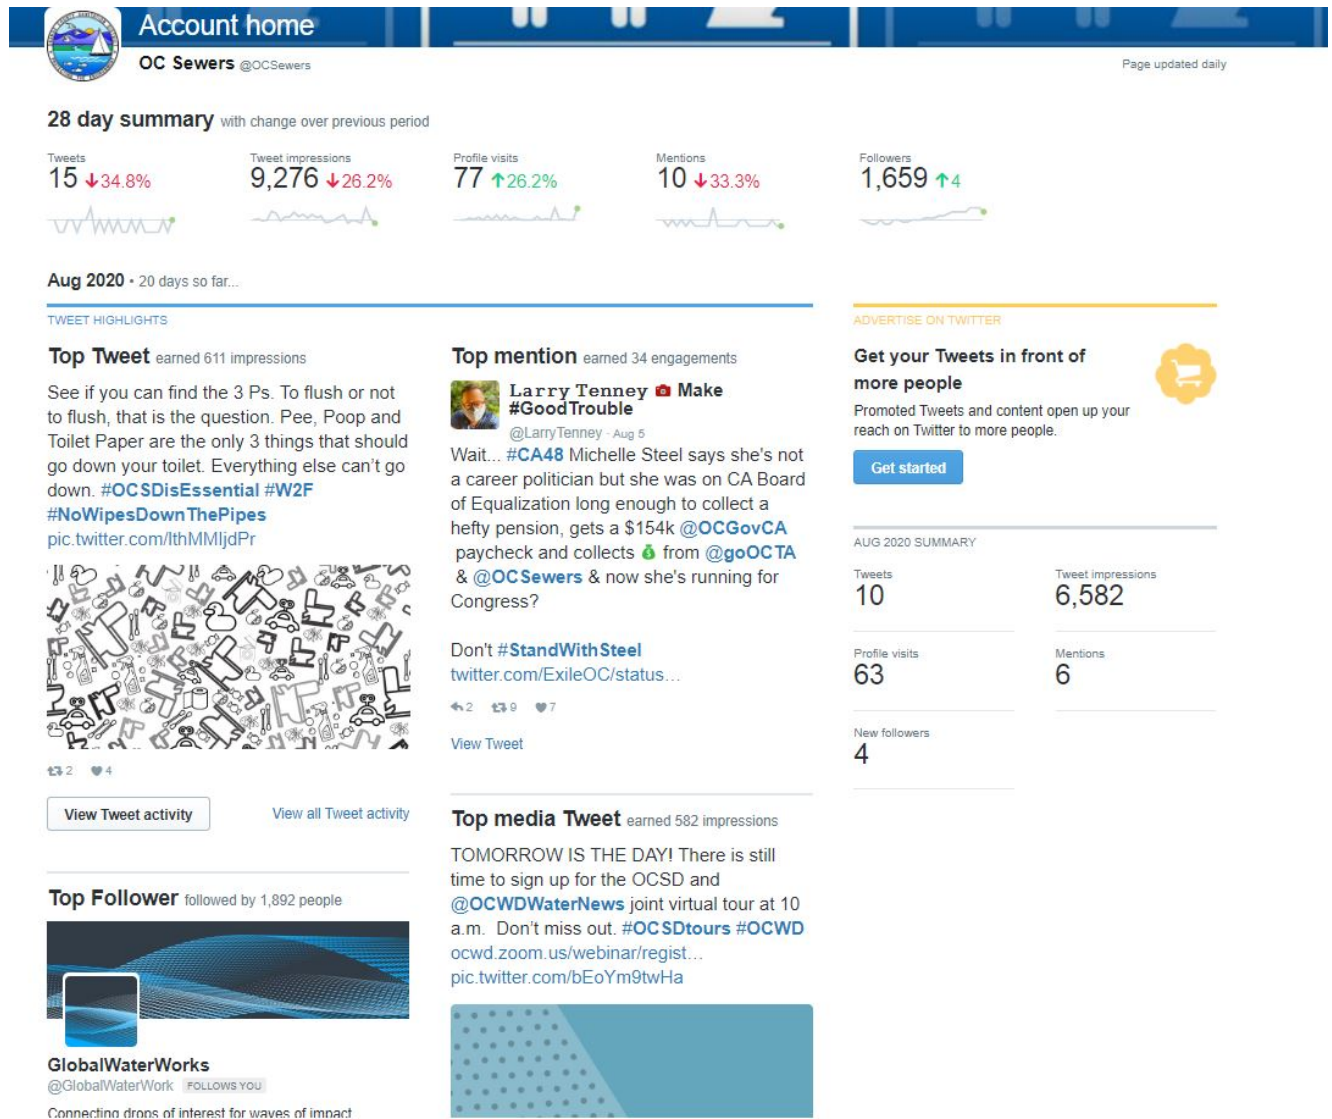 Account home
OC Sewers @OCSewers
Page updated daily
28 day summary with change over previous period
Tweets
15 ↓34.8%
Tweet impressions
9,276 ↓26.2%
Profile visits
77 ↑26.2%
Mentions
10 ↓33.3%
Followers
1,659 ↑4
Aug 2020 • 20 days so far...
TWEET HIGHLIGHTS
Top Tweet earned 611 impressions
See if you can find the 3 Ps. To flush or not
to flush, that is the question. Pee, Poop and
Toilet Paper are the only 3 things that should
go down your toilet. Everything else can't go
down. #OCSDisEssential #W2F
#NoWipesDownThePipes
pic.twitter.com/IthMMIjdPr
2 4
View Tweet activity
View all Tweet activity
Top Follower followed by 1,892 people
GlobalWaterWorks
@GlobalWaterWork FOLLOWS YOU
Connecting drops of interest for waves of impact
Top mention earned 34 engagements
Larry Tenney 📷 Make
#GoodTrouble
@LarryTenney · Aug 5
Wait... #CA48 Michelle Steel says she's not
a career politician but she was on CA Board
of Equalization long enough to collect a
hefty pension, gets a $154k @OCGovCA
paycheck and collects 💰 from @goOCTA
& @OCSewers & now she's running for
Congress?
Don't #StandWithSteel
twitter.com/ExileOC/status...
2 9 7
View Tweet
Top media Tweet earned 582 impressions
TOMORROW IS THE DAY! There is still
time to sign up for the OCSD and
@OCWDWaterNews joint virtual tour at 10
a.m. Don't miss out. #OCSDtours #OCWD
ocwd.zoom.us/webinar/regist...
pic.twitter.com/bEoYm9twHa
ADVERTISE ON TWITTER
Get your Tweets in front of
more people
Promoted Tweets and content open up your
reach on Twitter to more people.
Get started
AUG 2020 SUMMARY
Tweets
10
Tweet impressions
6,582
Profile visits
63
Mentions
6
New followers
4